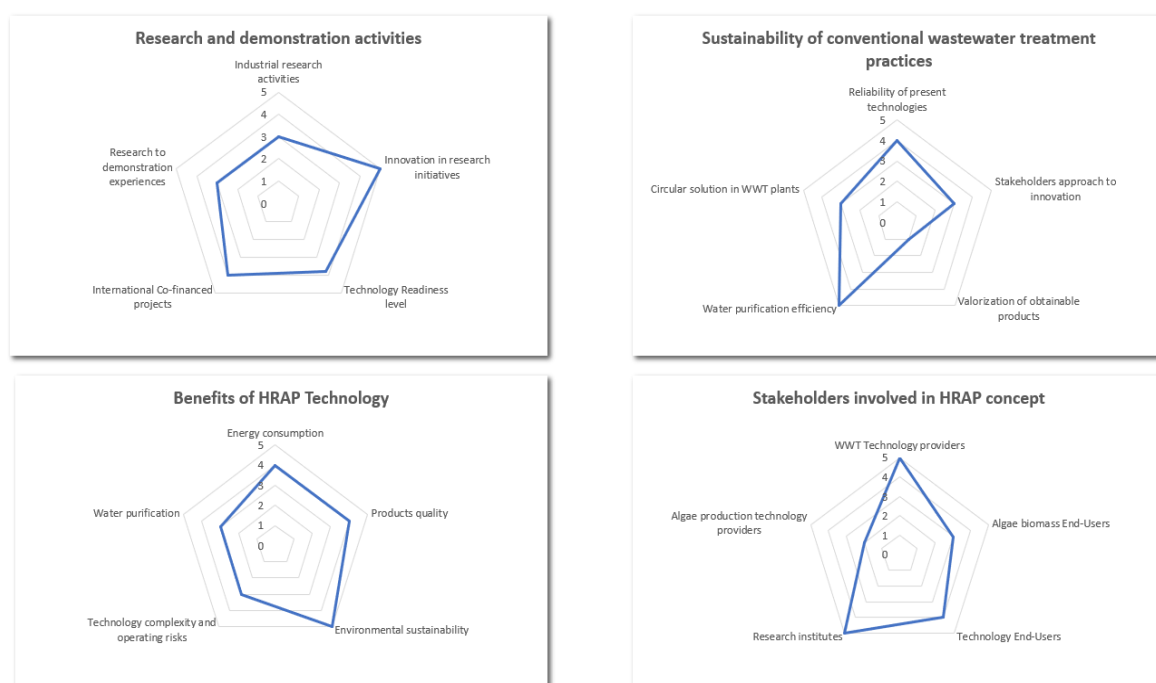 Research and demonstration activities
Industrial research
activities
5
4
3
2
1
0
Research to
demonstration
experiences
Innovation in research
initiatives
International Co-financed
projects
Technology Readiness
level
Sustainability of conventional wastewater treatment
practices
Reliability of present
technologies
5
4
3
2
1
0
Circular solution in WWT plants
Stakeholders approach to
innovation
Water purification efficiency
Valorization of obtainable
products
Benefits of HRAP Technology
Energy consumption
5
4
3
2
1
0
Water purification
Products quality
Technology complexity and
operating risks
Environmental sustainability
Stakeholders involved in HRAP concept
WWT Technology providers
5
4
3
2
1
0
Algae production technology
providers
Algae biomass End-Users
Research institutes
Technology End-Users